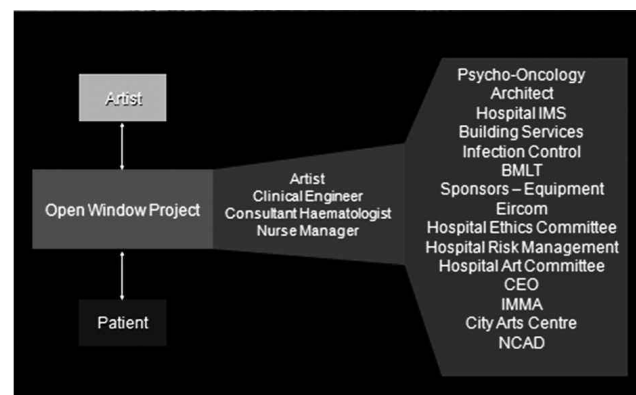 Artist
Open Window Project
Patient
Artist
Clinical Engineer
Consultant Haematologist
Nurse Manager
Psycho-Oncology
Architect
Hospital IMS
Building Services
Infection Control
BMLT
Sponsors – Equipment
Eircom
Hospital Ethics Committee
Hospital Risk Management
Hospital Art Committee
CEO
IMMA
City Arts Centre
NCAD